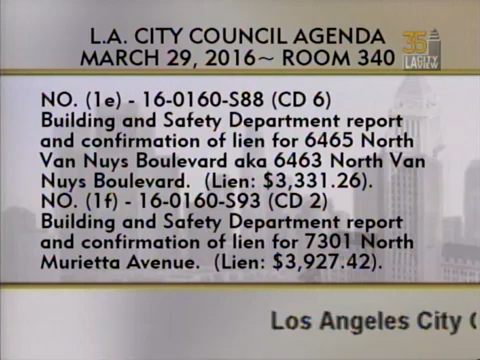 L.A. CITY COUNCIL AGENDA
MARCH 29, 2016~ ROOM 340
35
LA CITY
VIEW
NO. (1e) - 16-0160-S88 (CD 6)
Building and Safety Department report
and confirmation of lien for 6465 North
Van Nuys Boulevard aka 6463 North Van
Nuys Boulevard.  (Lien: $3,331.26).
NO. (1f) - 16-0160-S93 (CD 2)
Building and Safety Department report
and confirmation of lien for 7301 North
Murietta Avenue.  (Lien: $3,927.42).
Los Angeles City